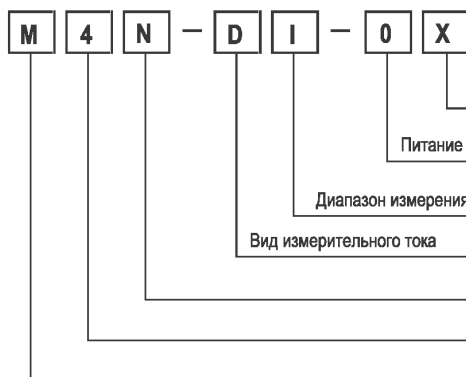 M 4 N – D I – 0 X
Питание
Диапазон измерения
Вид измерительного тока